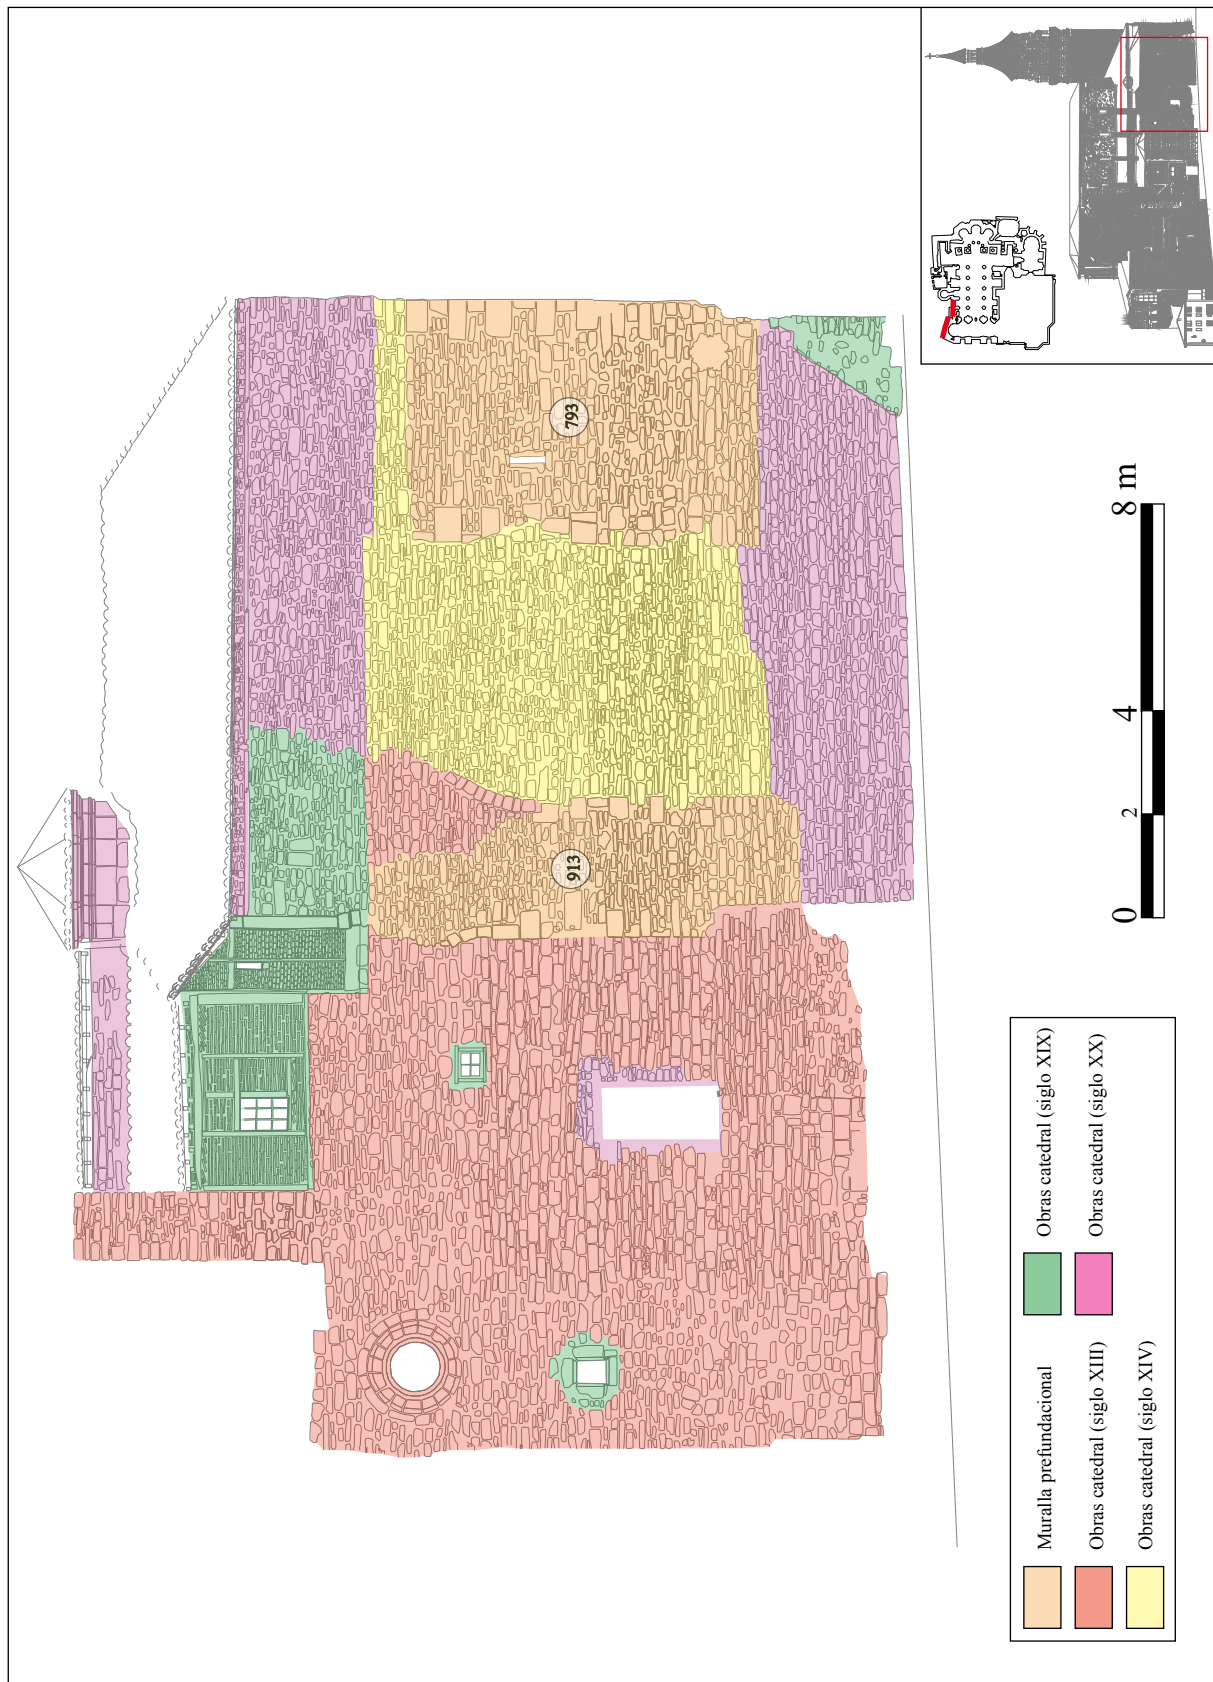 793
913
0
2
4
8 m
Muralla prefundacional
Obras catedral (siglo XIII)
Obras catedral (siglo XIV)
Obras catedral (siglo XIX)
Obras catedral (siglo XX)